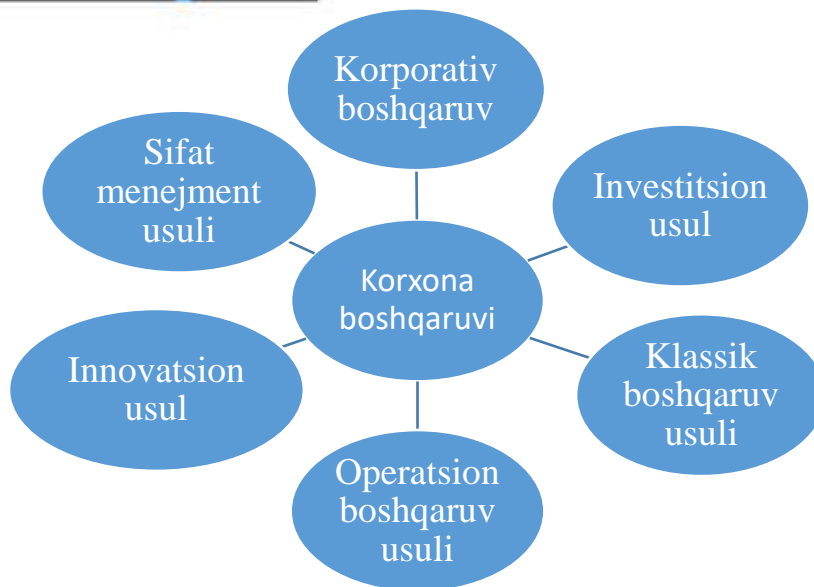 Korporativ
boshqaruv
Sifat
menejment
usuli
Investitsion
usul
Korxona
boshqaruvi
Innovatsion
usul
Klassik
boshqaruv
usuli
Operatsion
boshqaruv
usuli